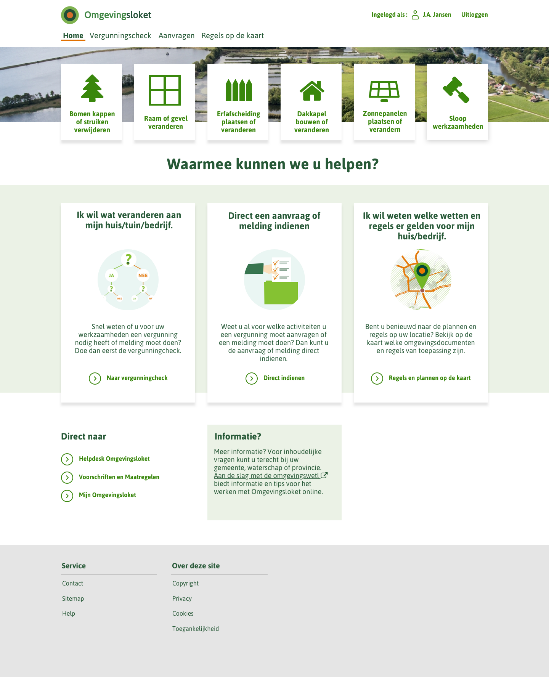 Omgevingsloket
Ingelogd als : J.A. Jansen Uitloggen
Home Vergunningscheck Aanvragen Regels op de kaart
Bomen kappen
of struiken
verwijderen
Raam of gevel
veranderen
Erfafscheiding
plaatsen of
veranderen
Dakkapel
bouwen of
veranderen
Zonnepanelen
plaatsen of
verandern
Sloop
werkzaamheden
Waarmee kunnen we u helpen?
Ik wil wat veranderen aan
mijn huis/tuin/bedrijf.
?
JA
NEE
?
?
Snel weten of u voor uw
werkzaamheden een vergunning
nodig heeft of melding moet doen?
Doe dan eerst de vergunningcheck.
Naar vergunningcheck
Direct een aanvraag of
melding indienen
Weet u al voor welke activiteiten u
een vergunning moet aanvragen of
een melding moet doen? Dan kunt u
de aanvraag of melding direct
indienen.
Direct indienen
Ik wil weten welke wetten en
regels er gelden voor mijn
huis/bedrijf.
Bent u benieuwd naar de plannen en
regels op uw locatie? Bekijk op de
kaart welke omgevingsdocumenten
en regels van toepassing zijn.
Regels en plannen op de kaart
Direct naar
Helpdesk Omgevingsloket
Voorschriften en Maatregelen
Mijn Omgevingsloket
Informatie?
Meer informatie? Voor inhoudelijke
vragen kunt u terecht bij uw
gemeente, waterschap of provincie.
Aan de slag met de omgevingswet
biedt informatie en tips voor het
werken met Omgevingsloket online.
Service
Contact
Sitemap
Help
Over deze site
Copyright
Privacy
Cookies
Toegankelijkheid